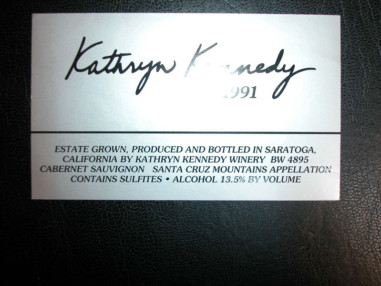 Kathryn Kennedy
1991
ESTATE GROWN, PRODUCED AND BOTTLED IN SARATOGA,
CALIFORNIA BY KATHRYN KENNEDY WINERY BW 4895
CABERNET SAUVIGNON SANTA CRUZ MOUNTAINS APPELLATION
CONTAINS SULFITES • ALCOHOL 13.5% BY VOLUME